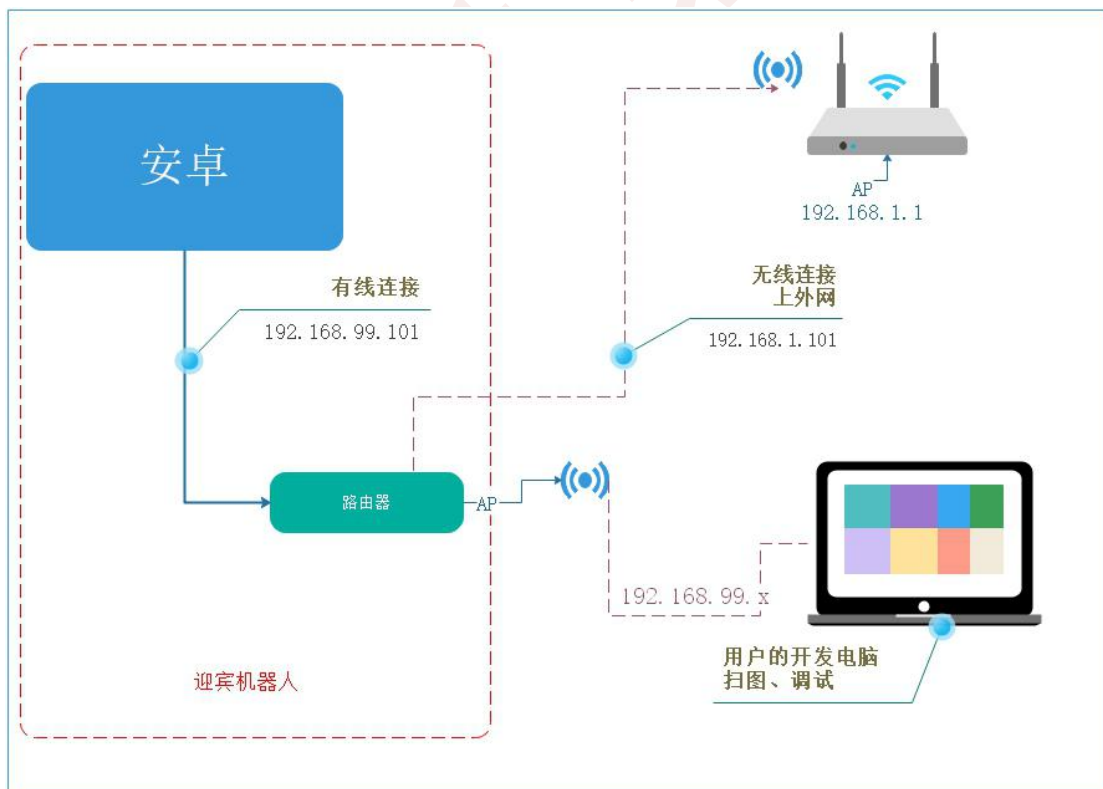 安卓
AP
192.168.1.1
有线连接
192.168.99.101
无线连接
上外网
192.168.1.101
路由器
AP
192.168.99.x
用户的开发电脑
扫图、调试
迎宾机器人